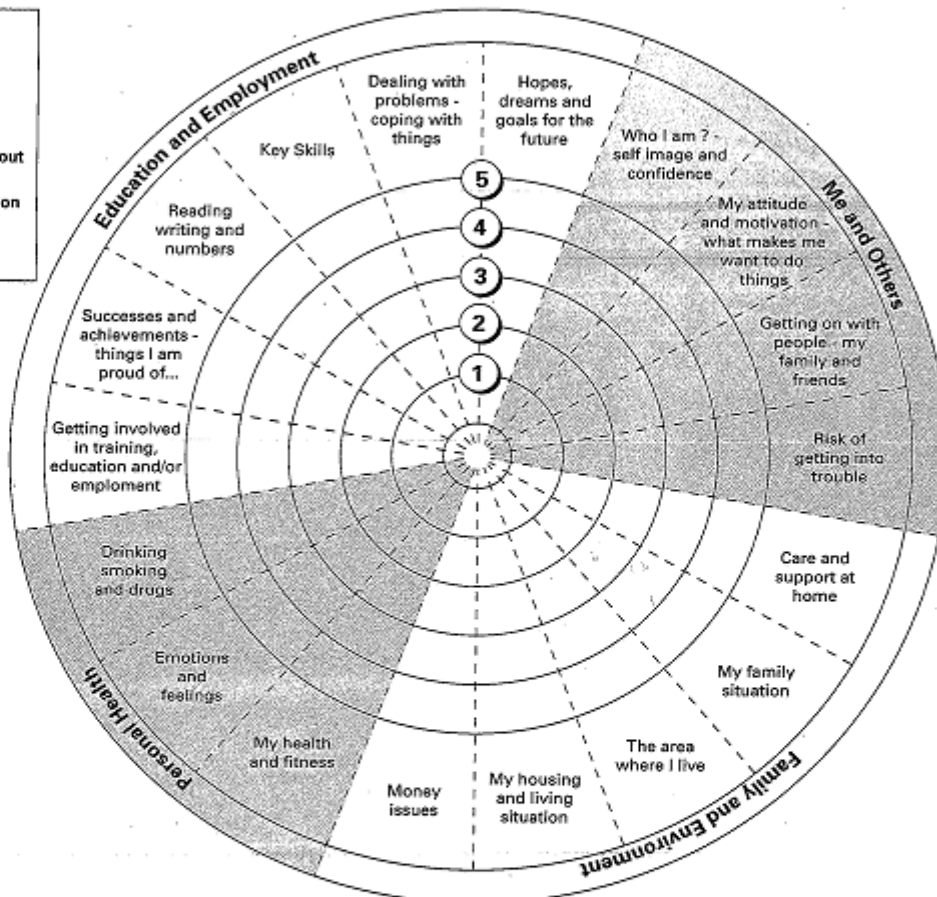 out
on
Education and Employment
Dealing with
problems -
coping with
things
Hopes,
dreams and
goals for the
future
Key Skills
Reading
writing and
numbers
Successes and
achievements -
things I am
proud of...
Getting involved
in training,
education and/or
emploment
Me and Others
Who I am ? -
self image and
confidence
My attitude
and motivation -
what makes me
want to do
things
Getting on with
people - my
family and
friends
Risk of
getting into
trouble
5
4
3
2
1
Family and Environment
Care and
support at
home
My family
situation
The area
where I live
My housing
and living
situation
Money
issues
Personal Health
My health
and fitness
Emotions
and
feelings
Drinking
smoking
and drugs